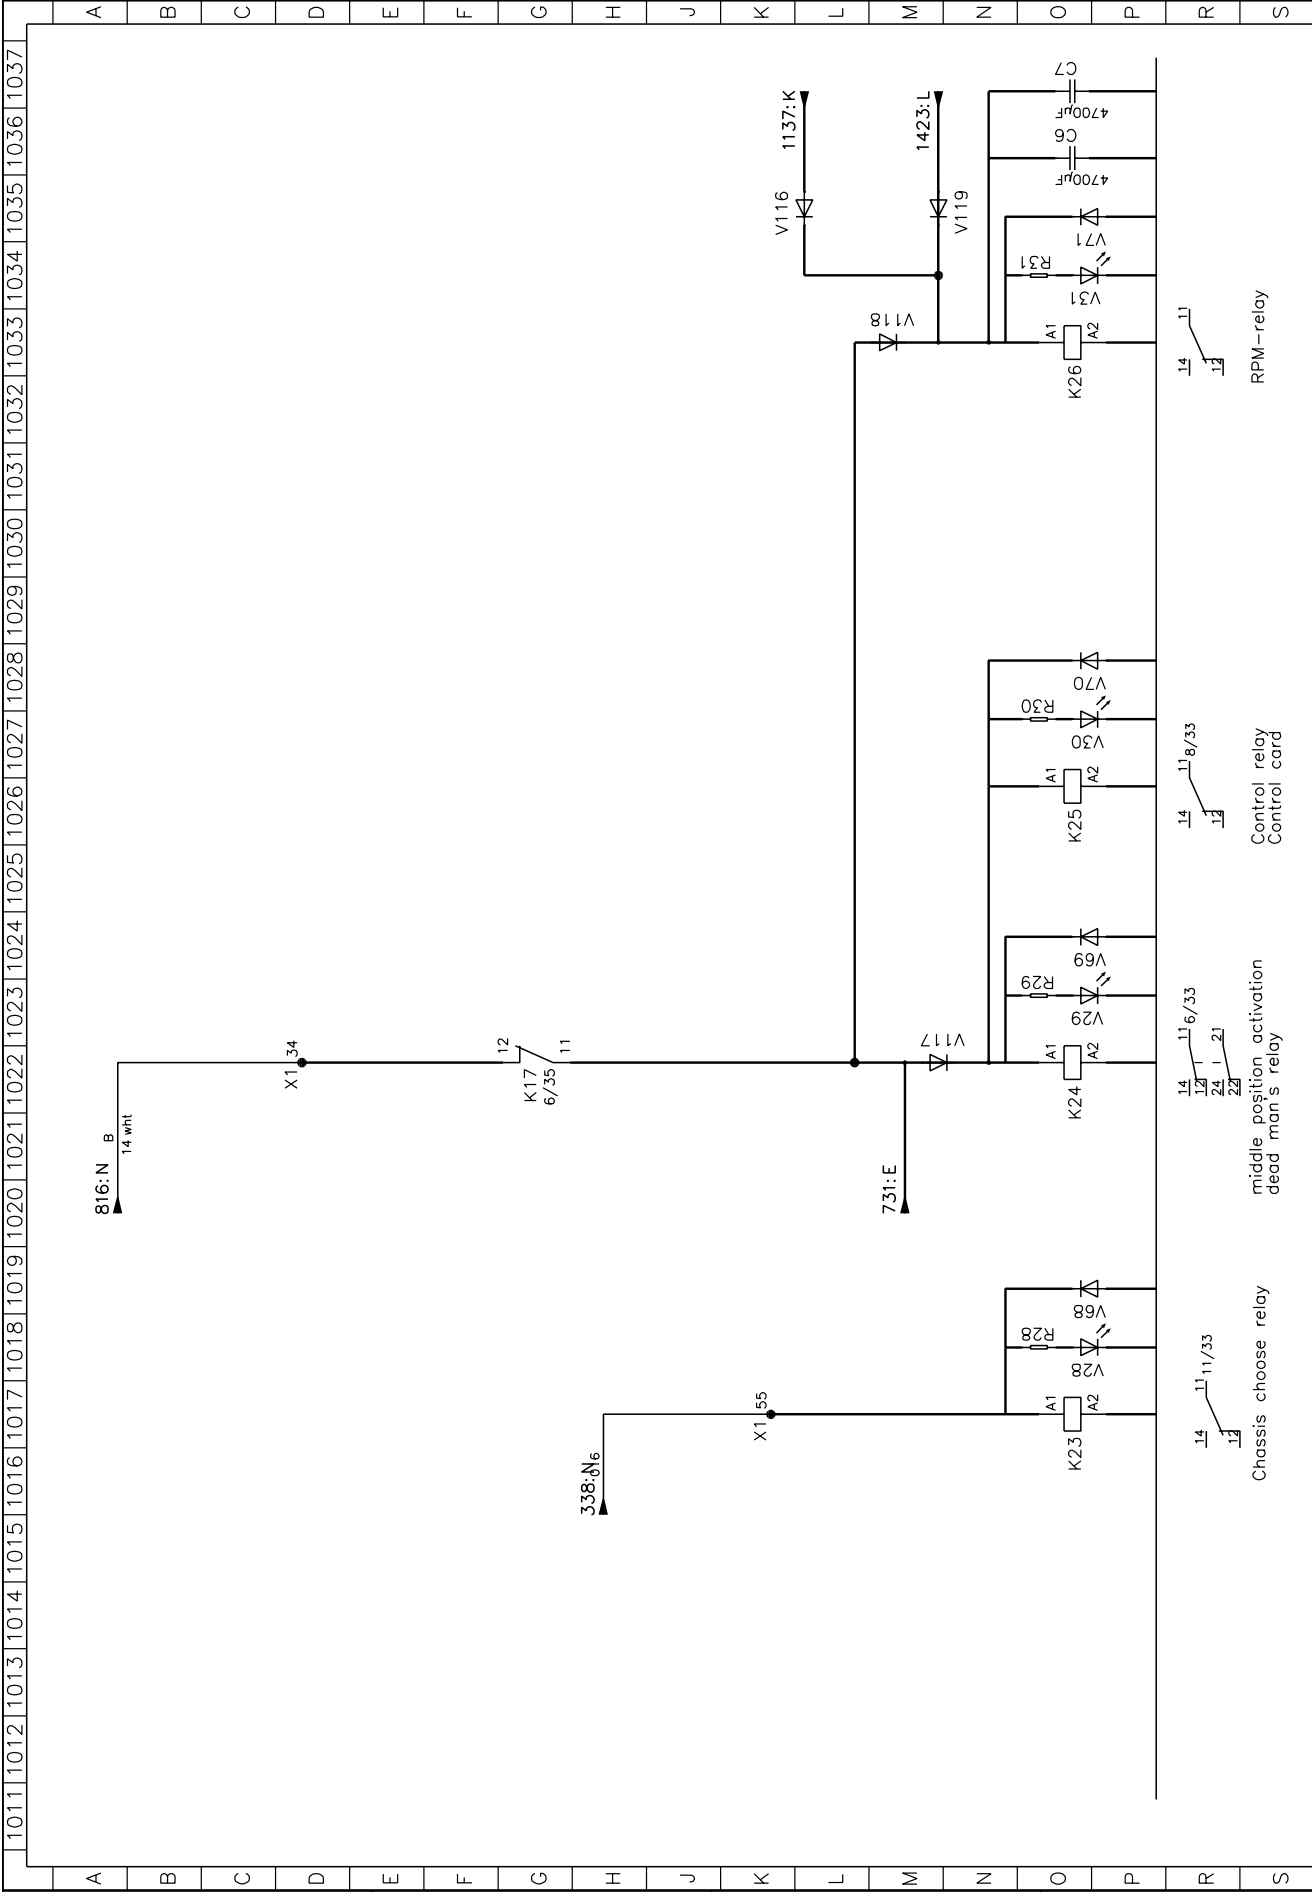 1011 1012 1013 1014 1015 1016 1017 1018 1019 1020 1021 1022 1023 1024 1025 1026 1027 1028 1029 1030 1031 1032 1033 1034 1035 1036 1037
A A
B B
C C
D D
E E
F F
G G
H H
J J
K K
L L
M M
N N
O O
P P
R R
S S
816:N
B
14 wht
X1 34
K17
6/35
12
11
338:N
X1 55
731:E
V117
V118
1137:K
V116
1423:L
V119
K23
A1
A2
R28
V28
V68
K24
A1
A2
R29
V29
V69
K25
A1
A2
R30
V30
V70
K26
A1
A2
R31
V31
V71
C6
4700µF
C7
4700µF
14 11 11/33
12
14 11 6/33
12
24 21
22
14 11 8/33
12
14 11
12
Chassis choose relay
middle position activation
dead man's relay
Control relay
Control card
RPM-relay